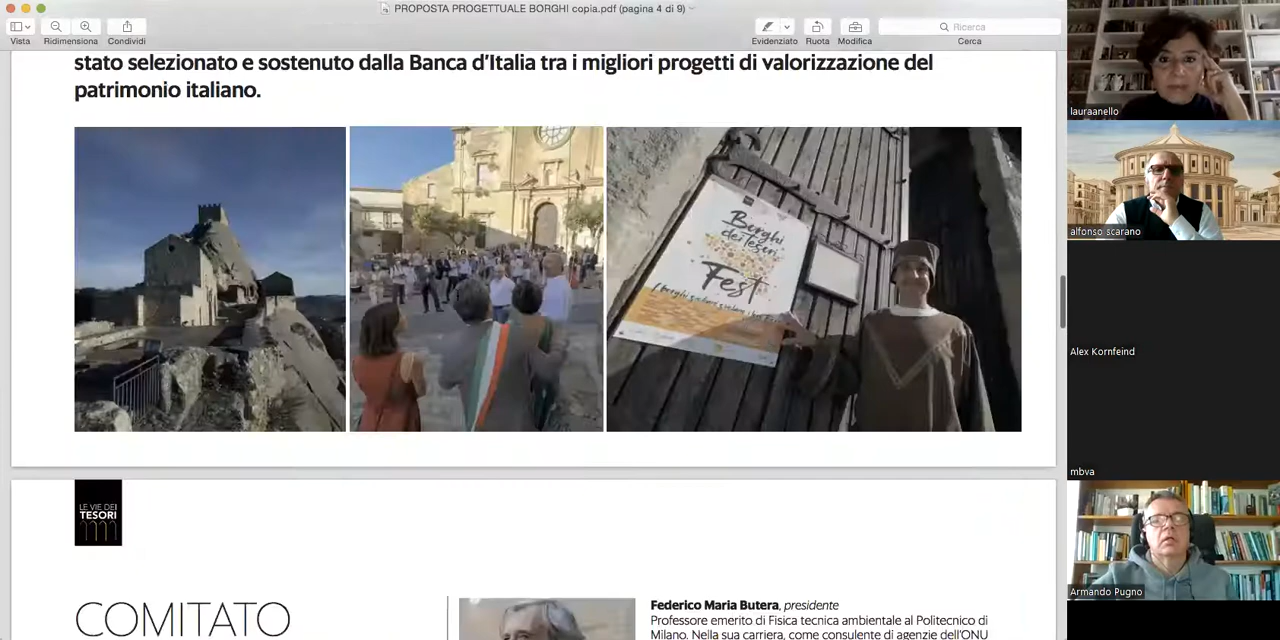 PROPOSTA PROGETTUALE BORGHI copia.pdf (pagina 4 di 9)
Vista
Ridimensiona
Condividi
Evidenziato
Ruota
Modifica
Ricerca
Cerca
stato selezionato e sostenuto dalla Banca d’Italia tra i migliori progetti di valorizzazione del
patrimonio italiano.
Borghi
dei Tesori
Fest
LE VIE DEI
TESORI
COMITATO
Federico Maria Butera, presidente
Professore emerito di Fisica tecnica ambientale al Politecnico di
Milano. Nella sua carriera, come consulente di agenzie dell’ONU
lauraanello
alfonso scarano
Alex Kornfeind
mbva
Armando Pugno